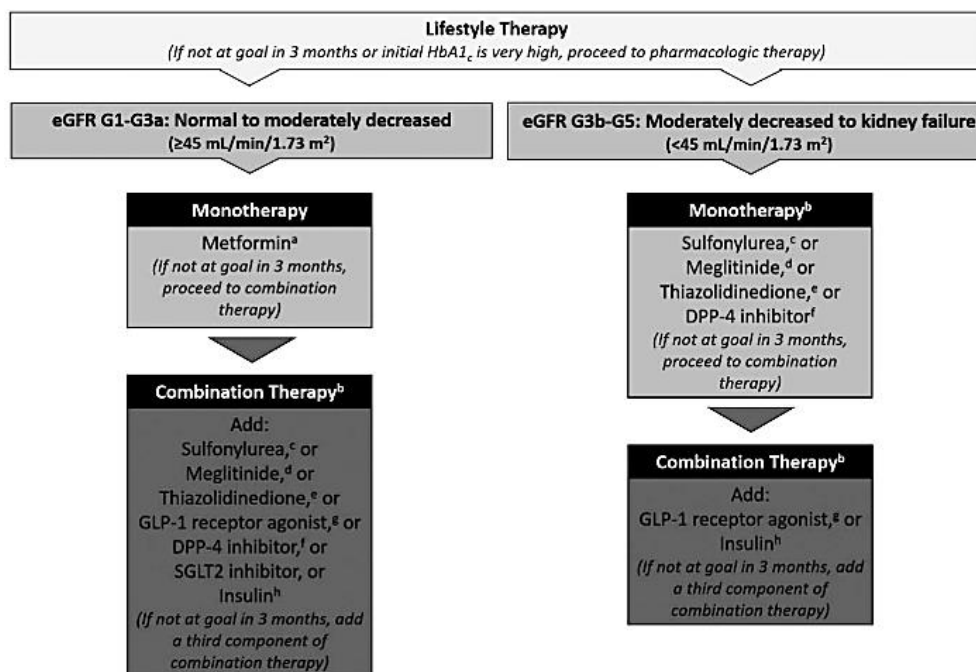 Lifestyle Therapy
(If not at goal in 3 months or initial HbA1c is very high, proceed to pharmacologic therapy)
eGFR G1-G3a: Normal to moderately decreased
(≥45 mL/min/1.73 m²)
Monotherapy
Metforminᵃ
(If not at goal in 3 months,
proceed to combination
therapy)
Combination Therapyᵇ
Add:
Sulfonylurea,ᶜ or
Meglitinide,ᵈ or
Thiazolidinedione,ᵉ or
GLP-1 receptor agonist,ᵍ or
DPP-4 inhibitor,ᶠ or
SGLT2 inhibitor, or
Insulinʰ
(If not at goal in 3 months, add
a third component of
combination therapy)
eGFR G3b-G5: Moderately decreased to kidney failure
(<45 mL/min/1.73 m²)
Monotherapyᵇ
Sulfonylurea,ᶜ or
Meglitinide,ᵈ or
Thiazolidinedione,ᵉ or
DPP-4 inhibitorᶠ
(If not at goal in 3 months,
proceed to combination
therapy)
Combination Therapyᵇ
Add:
GLP-1 receptor agonist,ᵍ or
Insulinʰ
(If not at goal in 3 months, add
a third component of
combination therapy)